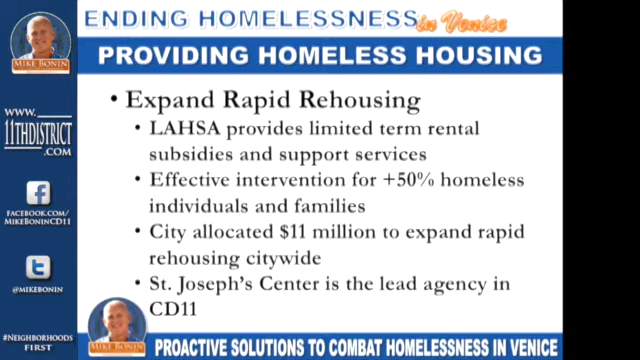 MIKE BONIN
WWW.
11THDISTRICT
.COM
FACEBOOK.COM/
MIKEBONINCD11
@MIKEBONIN
#NEIGHBORHOODS
FIRST
ENDING HOMELESSNESS in Venice
PROVIDING HOMELESS HOUSING
• Expand Rapid Rehousing
• LAHSA provides limited term rental
subsidies and support services
• Effective intervention for +50% homeless
individuals and families
• City allocated $11 million to expand rapid
rehousing citywide
• St. Joseph's Center is the lead agency in
CD11
MIKE BONIN
PROACTIVE SOLUTIONS TO COMBAT HOMELESSNESS IN VENICE